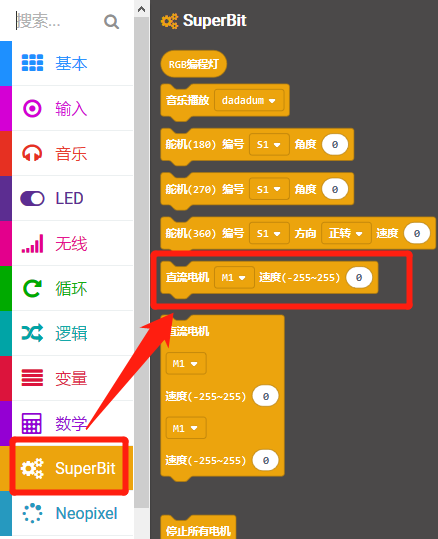 搜索...
基本
输入
音乐
LED
无线
循环
逻辑
变量
数学
SuperBit
Neopixel
SuperBit
RGB编程灯
音乐播放 dadadum
舵机(180) 编号 S1 角度 0
舵机(270) 编号 S1 角度 0
舵机(360) 编号 S1 方向 正转 速度 0
直流电机 M1 速度(-255~255) 0
直流电机
M1
速度(-255~255) 0
M1
速度(-255~255) 0
停止所有电机